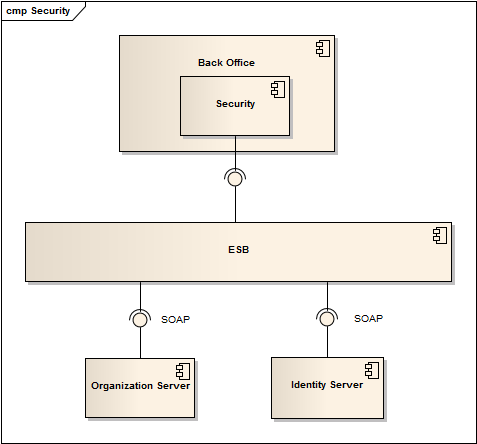 cmp Security
Back Office
Security
ESB
SOAP
SOAP
Organization Server
Identity Server